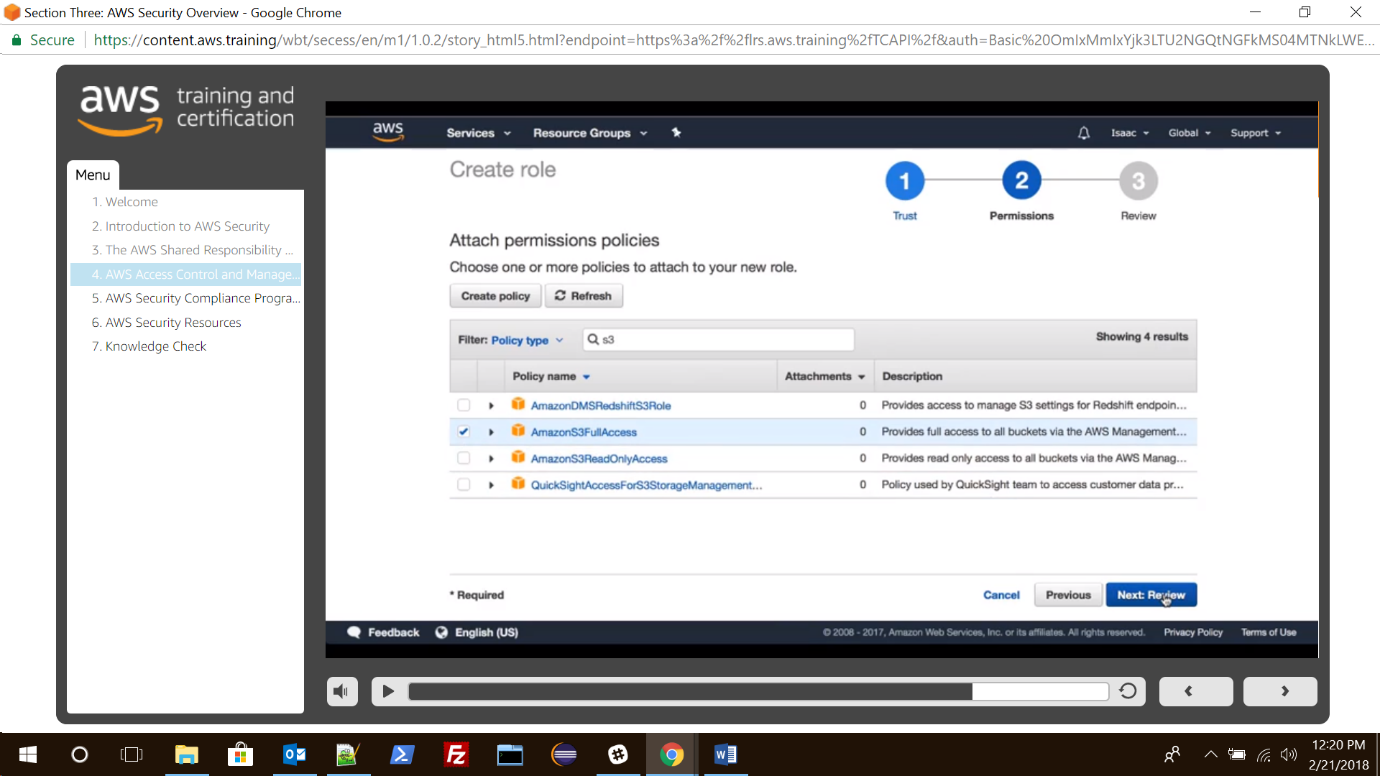 Section Three: AWS Security Overview - Google Chrome
Secure https://content.aws.training/wbt/secess/en/m1/1.0.2/story_html5.html?endpoint=https%3a%2f%2flrs.aws.training%2fTCAPI%2f&auth=Basic%20OmIxMmIxYjk3LTU2NGQtNGFkMS04MTNkLWE...
aws training and certification
Menu
1. Welcome
2. Introduction to AWS Security
3. The AWS Shared Responsibility ...
4. AWS Access Control and Manage...
5. AWS Security Compliance Progra...
6. AWS Security Resources
7. Knowledge Check
aws Services Resource Groups Isaac Global Support
Create role
1 2 3
Trust Permissions Review
Attach permissions policies
Choose one or more policies to attach to your new role.
Create policy Refresh
Filter: Policy type s3 Showing 4 results
Policy name Attachments Description
AmazonDMSRedshiftS3Role 0 Provides access to manage S3 settings for Redshift endpoin...
AmazonS3FullAccess 0 Provides full access to all buckets via the AWS Management...
AmazonS3ReadOnlyAccess 0 Provides read only access to all buckets via the AWS Manag...
QuickSightAccessForS3StorageManagement... 0 Policy used by QuickSight team to access customer data pr...
* Required Cancel Previous Next: Review
Feedback English (US) © 2008 - 2017, Amazon Web Services, Inc. or its affiliates. All rights reserved. Privacy Policy Terms of Use
12:20 PM
2/21/2018